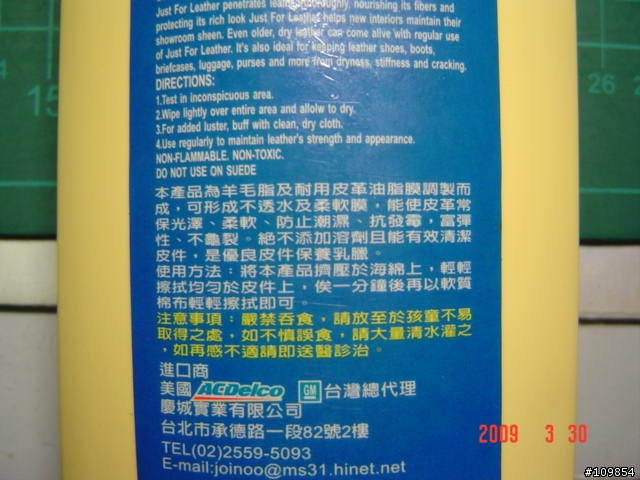 Just For Leather penetrates leather thoroughly, nourishing its fibers and
protecting its rich look Just For Leather helps new interiors maintain their
showroom sheen. Even older, dry leather can come alive with regular use
of Just For Leather. It's also ideal for keeping leather shoes, boots,
briefcases, luggage, purses and more from dryness, stiffness and cracking.
DIRECTIONS:
1.Test in inconspicuous area.
2.Wipe lightly over entire area and allolw to dry.
3.For added luster, buff with clean, dry cloth.
4.Use regularly to maintain leather's strength and appearance.
NON-FLAMMABLE. NON-TOXIC.
DO NOT USE ON SUEDE
本產品為羊毛脂及耐用皮革油脂膜調製而
成，可形成不透水及柔軟膜，能使皮革常
保光澤、柔軟、防止潮濕、抗發霉，富彈
性、不龜製。絕不添加溶劑且能有效清潔
皮件，是優良皮件保養乳臘。
使用方法：將本產品擠壓於海綿上，輕輕
擦拭均勻於皮件上，俟一分鐘後再以軟質
棉布輕輕擦拭即可。
注意事項：嚴禁吞食，請放至於孩童不易
取得之處，如不慎誤食，請大量清水灌之
，如再感不適請即送醫診治。
進口商
美國 ACDelco GM 台灣總代理
慶城實業有限公司
台北市承德路一段82號2樓
TEL(02)2559-5093
E-mail:joinoo@ms31.hinet.net
15
26
2009 3 30
#109854